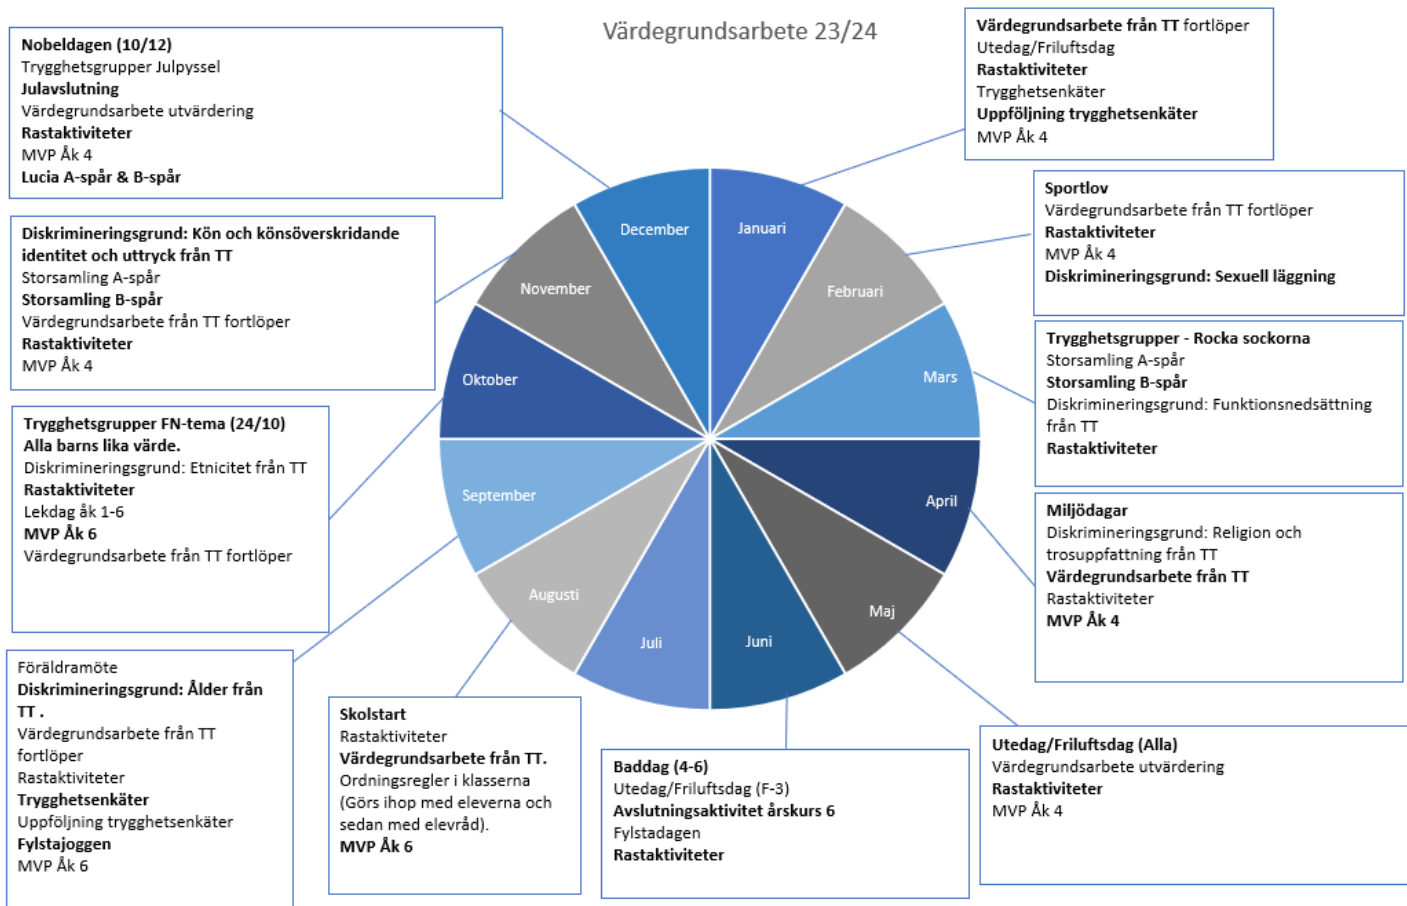 Värdegrundsarbete 23/24
Nobeldagen (10/12)
Trygghetsgrupper Julpyssel
Julavslutning
Värdegrundsarbete utvärdering
Rastaktiviteter
MVP Åk 4
Lucia A-spår & B-spår
Värdegrundsarbete från TT fortlöper
Utedag/Friluftsdag
Rastaktiviteter
Trygghetsenkäter
Uppföljning trygghetsenkäter
MVP Åk 4
Sportlov
Värdegrundsarbete från TT fortlöper
Rastaktiviteter
MVP Åk 4
Diskrimineringsgrund: Sexuell läggning
Diskrimineringsgrund: Kön och könsöverskridande
identitet och uttryck från TT
Storsamling A-spår
Storsamling B-spår
Värdegrundsarbete från TT fortlöper
Rastaktiviteter
MVP Åk 4
December
Januari
November
Februari
Oktober
Mars
September
April
Augusti
Maj
Juli
Juni
Trygghetsgrupper - Rocka sockorna
Storsamling A-spår
Storsamling B-spår
Diskrimineringsgrund: Funktionsnedsättning
från TT
Rastaktiviteter
Trygghetsgrupper FN-tema (24/10)
Alla barns lika värde.
Diskrimineringsgrund: Etnicitet från TT
Rastaktiviteter
Lekdag åk 1-6
MVP Åk 6
Värdegrundsarbete från TT fortlöper
Miljödagar
Diskrimineringsgrund: Religion och
trosuppfattning från TT
Värdegrundsarbete från TT
Rastaktiviteter
MVP Åk 4
Föräldramöte
Diskrimineringsgrund: Ålder från
TT .
Värdegrundsarbete från TT
fortlöper
Rastaktiviteter
Trygghetsenkäter
Uppföljning trygghetsenkäter
Fylstajoggen
MVP Åk 6
Skolstart
Rastaktiviteter
Värdegrundsarbete från TT.
Ordningsregler i klasserna
(Görs ihop med eleverna och
sedan med elevråd).
MVP Åk 6
Baddag (4-6)
Utedag/Friluftsdag (F-3)
Avslutningsaktivitet årskurs 6
Fylstadagen
Rastaktiviteter
Utedag/Friluftsdag (Alla)
Värdegrundsarbete utvärdering
Rastaktiviteter
MVP Åk 4